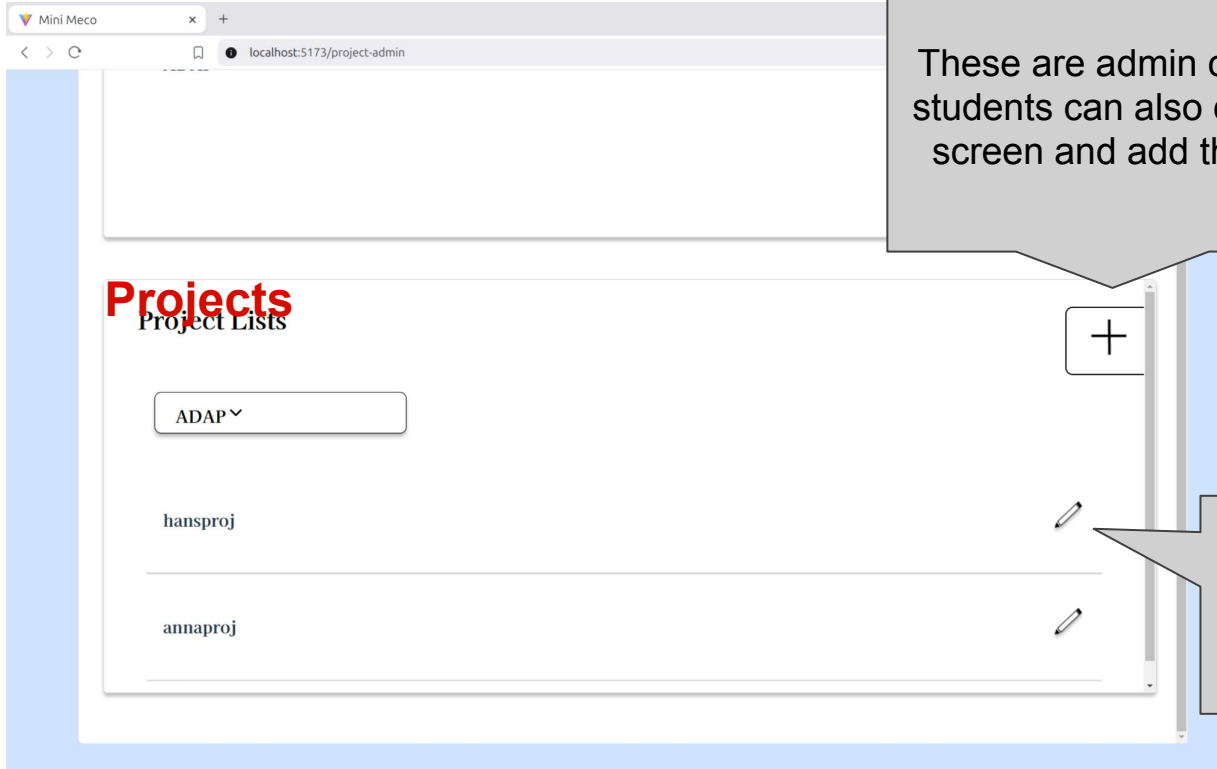 Mini Meco
localhost:5173/project-admin
These are admin
students can also
screen and add
Projects
Project Lists
ADAP
hansproj
annaproj